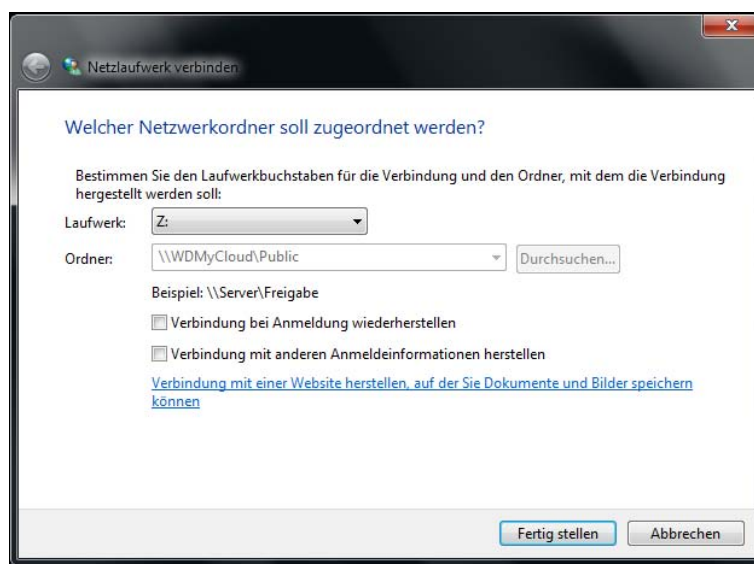 Netzlaufwerk verbinden
Welcher Netzwerkordner soll zugeordnet werden?
Bestimmen Sie den Laufwerkbuchstaben für die Verbindung und den Ordner, mit dem die Verbindung
hergestellt werden soll:
Laufwerk: Z:
Ordner: \\WDMyCloud\Public Durchsuchen...
Beispiel: \\Server\Freigabe
Verbindung bei Anmeldung wiederherstellen
Verbindung mit anderen Anmeldeinformationen herstellen
Verbindung mit einer Website herstellen, auf der Sie Dokumente und Bilder speichern
können
Fertig stellen Abbrechen